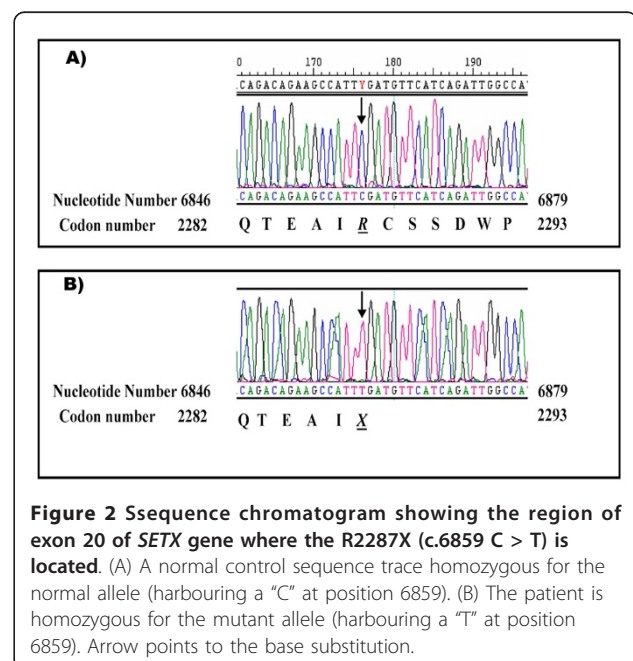 A)
0 170 180 190
CAGACAGAAGCCATTYGATGTTCATCAGATTGGCCA
Nucleotide Number 6846 CAGACAGAAGCCATTCGATGTTCATCAGATTGGCCA 6879
Codon number 2282 Q T E A I R C S S D W P 2293
B)
Nucleotide Number 6846 CAGACAGAAGCCATTTGATGTTCATCAGATTGGCCA 6879
Codon number 2282 Q T E A I X 2293
Figure 2 Ssequence chromatogram showing the region of
exon 20 of SETX gene where the R2287X (c.6859 C > T) is
located. (A) A normal control sequence trace homozygous for the
normal allele (harbouring a “C” at position 6859). (B) The patient is
homozygous for the mutant allele (harbouring a “T” at position
6859). Arrow points to the base substitution.